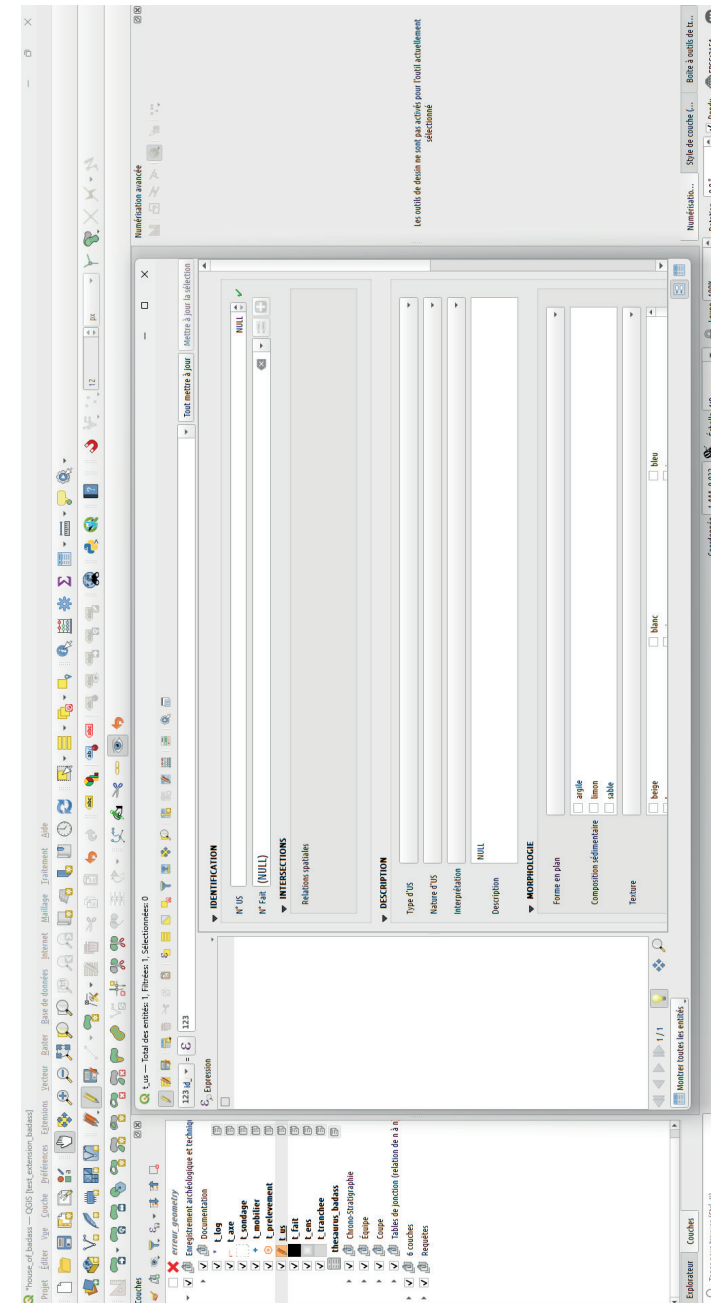 *house_of_badass — QGIS [test_extension_badass]
Projet Éditer Vue Couche Préférences Extensions Vecteur Raster Base de données Internet Maillage Traitement Aide
12 px
Couches
erreur_geometry
Enregistrement archéologique et techniq
Documentation
t_log
t_axe
t_sondage
t_mobilier
t_prelevement
t_us
t_fait
t_ens
t_tranchee
thesaurus_badass
Chrono-Stratigraphie
Équipe
Coupe
Tables de jonction (relation de n à n
6 couches
Requêtes
Explorateur Couches
t_us — Total des entités: 1, Filtrées: 1, Sélectionnées: 0
123 id_ = ε 123 Tout mettre à jour Mettre à jour la sélection
Expression
1 / 1
Montrer toutes les entités
IDENTIFICATION
N° US NULL
N° Fait (NULL)
INTERSECTIONS
Relations spatiales
DESCRIPTION
Type d'US
Nature d'US
Interprétation
Description NULL
MORPHOLOGIE
Forme en plan
Composition sédimentaire
argile
limon
sable
Texture
beige blanc bleu
Numérisation avancée
Les outils de dessin ne sont pas activés pour l'outil actuellement
sélectionné
Numérisatio... Style de couche (... Boîte à outils de tr...